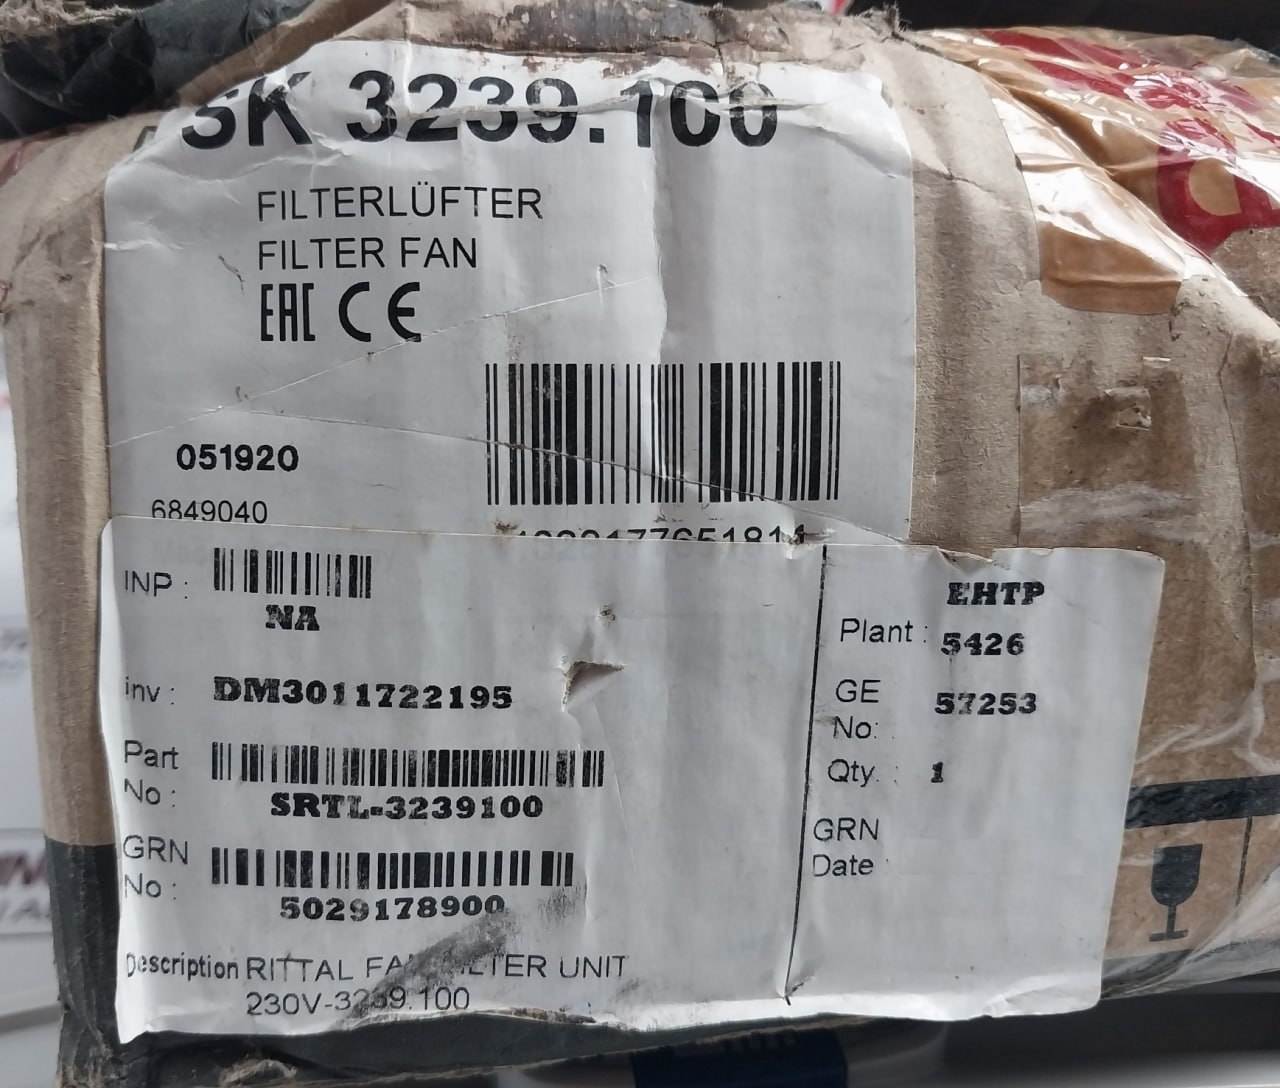 SK 3239.100
FILTERLÜFTER
FILTER FAN
EAC CE
051920
6849040
INP :
NA
inv : DM3011722195
Part No : SRTL-3239100
GRN No : 5029178900
Description RITTAL FILTER UNIT
230V-3239.100
EHTP
Plant : 5426
GE No: 57253
Qty. : 1
GRN Date :